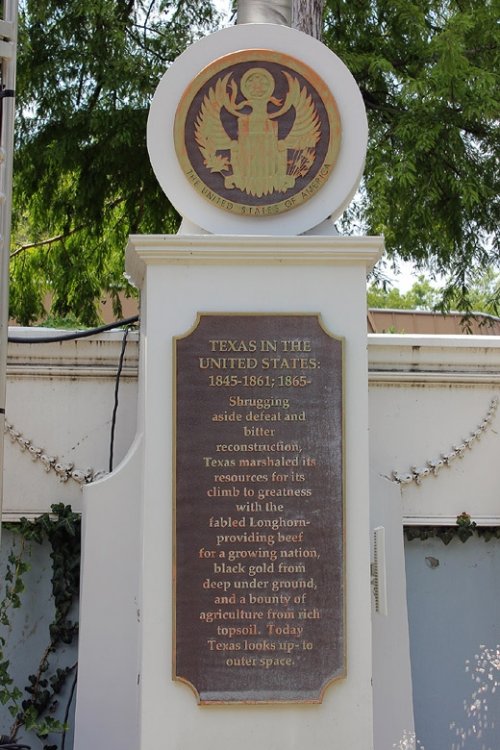 THE UNITED STATES OF AMERICA
TEXAS IN THE
UNITED STATES:
1845-1861; 1865-
Shrugging
aside defeat and
bitter
reconstruction,
Texas marshaled its
resources for its
climb to greatness
with the
fabled Longhorn-
providing beef
for a growing nation,
black gold from
deep under ground,
and a bounty of
agriculture from rich
topsoil. Today
Texas looks up- to
outer space.